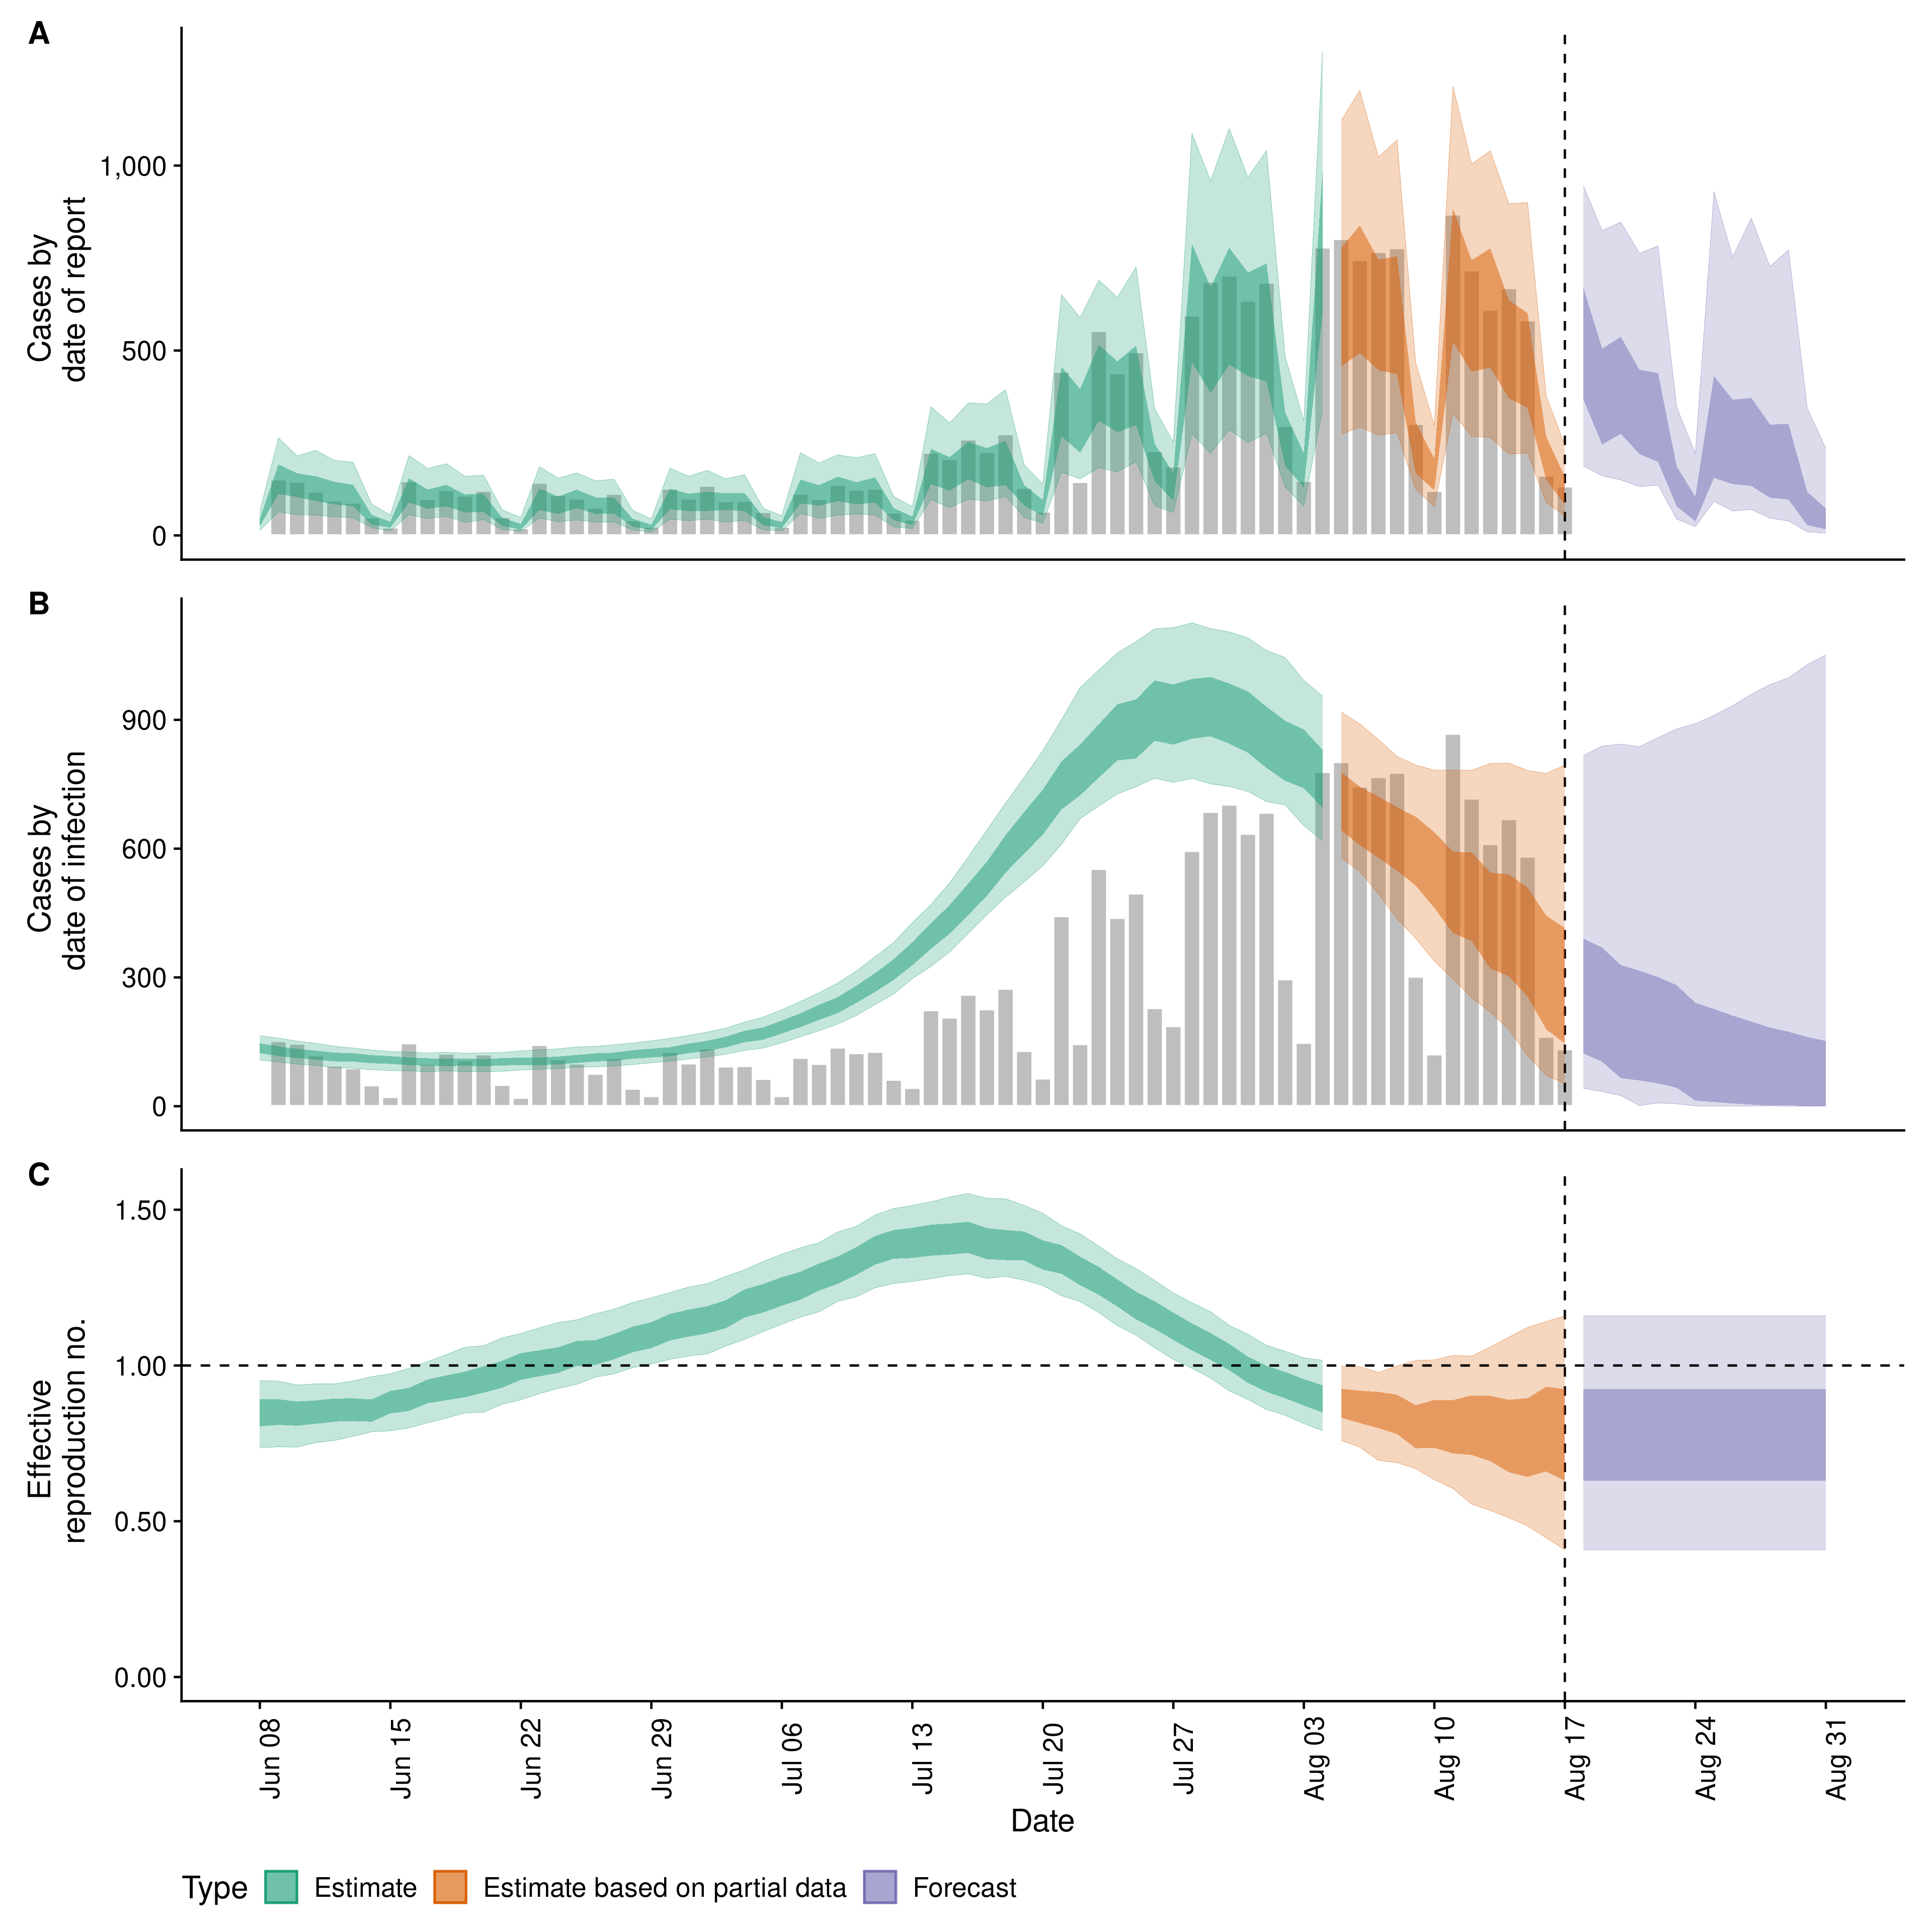 A
Cases by
date of report
1,000
500
0
B
Cases by
date of infection
900
600
300
0
C
Effective
reproduction no.
1.50
1.00
0.50
0.00
Jun 08
Jun 15
Jun 22
Jun 29
Jul 06
Jul 13
Jul 20
Jul 27
Aug 03
Aug 10
Aug 17
Aug 24
Aug 31
Date
Type Estimate Estimate based on partial data Forecast